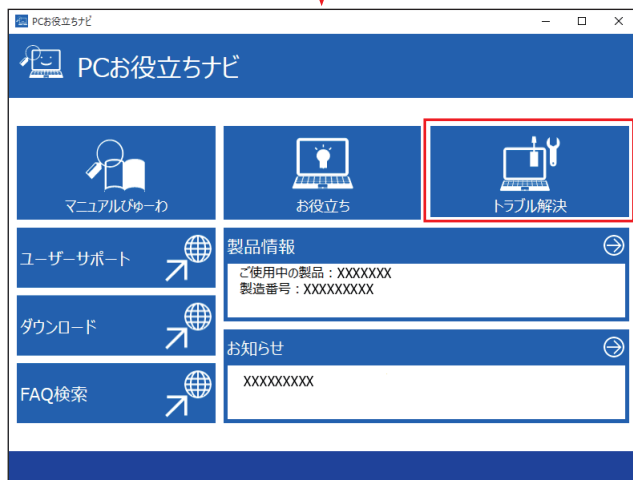 PCお役立ちナビ
PCお役立ちナビ
マニュアルびゅーわ
お役立ち
トラブル解決
ユーザーサポート
ダウンロード
FAQ検索
製品情報
ご使用中の製品：XXXXXXX
製造番号：XXXXXXXXX
お知らせ
XXXXXXXXX